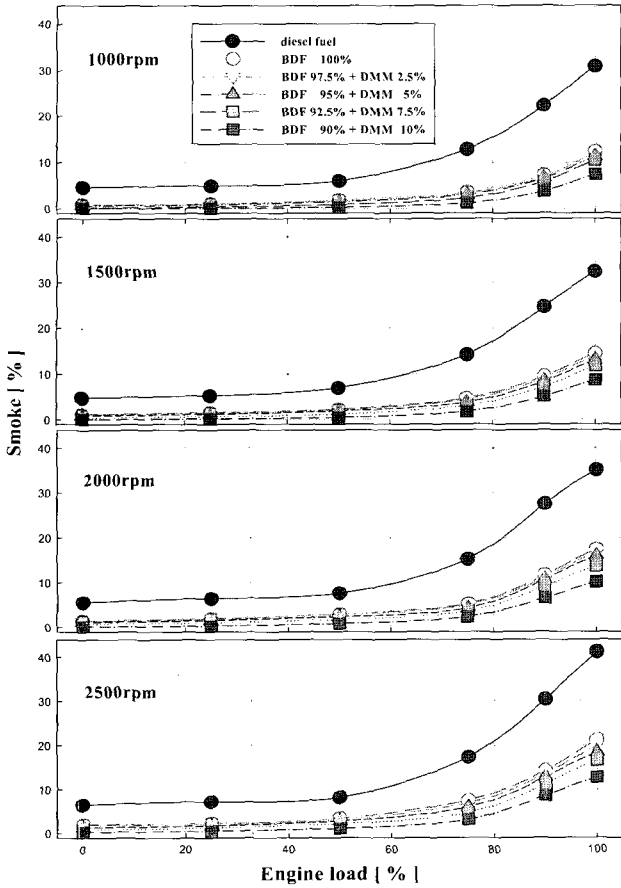 40
30
20
10
0
1000rpm
diesel fuel
BDF 100%
BDF 97.5% + DMM 2.5%
BDF 95% + DMM 5%
BDF 92.5% + DMM 7.5%
BDF 90% + DMM 10%
40
30
20
10
0
1500rpm
Smoke [ % ]
40
30
20
10
0
2000rpm
40
30
20
10
0
2500rpm
0 20 40 60 80 100
Engine load [ % ]